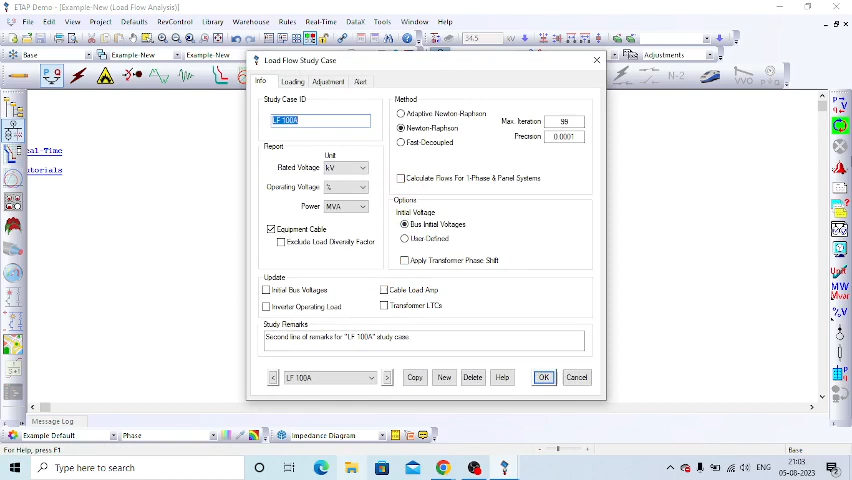 ETAP Demo - [Example-New (Load Flow Analysis)]
File Edit View Project Defaults RevControl Library Warehouse Rules Real-Time DataX Tools Window Help
34.5 kV
Base Example-New Example-New Adjustments
N-2 VVO
Load Flow Study Case
Info Loading Adjustment Alert
Study Case ID
LF 100A
Method
Adaptive Newton-Raphson
Newton-Raphson
Fast-Decoupled
Max. Iteration 99
Precision 0.0001
Calculate Flows For 1-Phase & Panel Systems
Report
Unit
Rated Voltage kV
Operating Voltage %
Power MVA
Equipment Cable
Exclude Load Diversity Factor
Options
Initial Voltage
Bus Initial Voltages
User-Defined
Apply Transformer Phase Shift
Update
Initial Bus Voltages Cable Load Amp
Inverter Operating Load Transformer LTCs
Study Remarks
Second line of remarks for "LF 100A" study case.
< LF 100A > Copy New Delete Help OK Cancel
eal-Time
utorials
Message Log
Example Default Phase Impedance Diagram
For Help, press F1 Base
Type here to search
ENG
21:03
05-08-2023